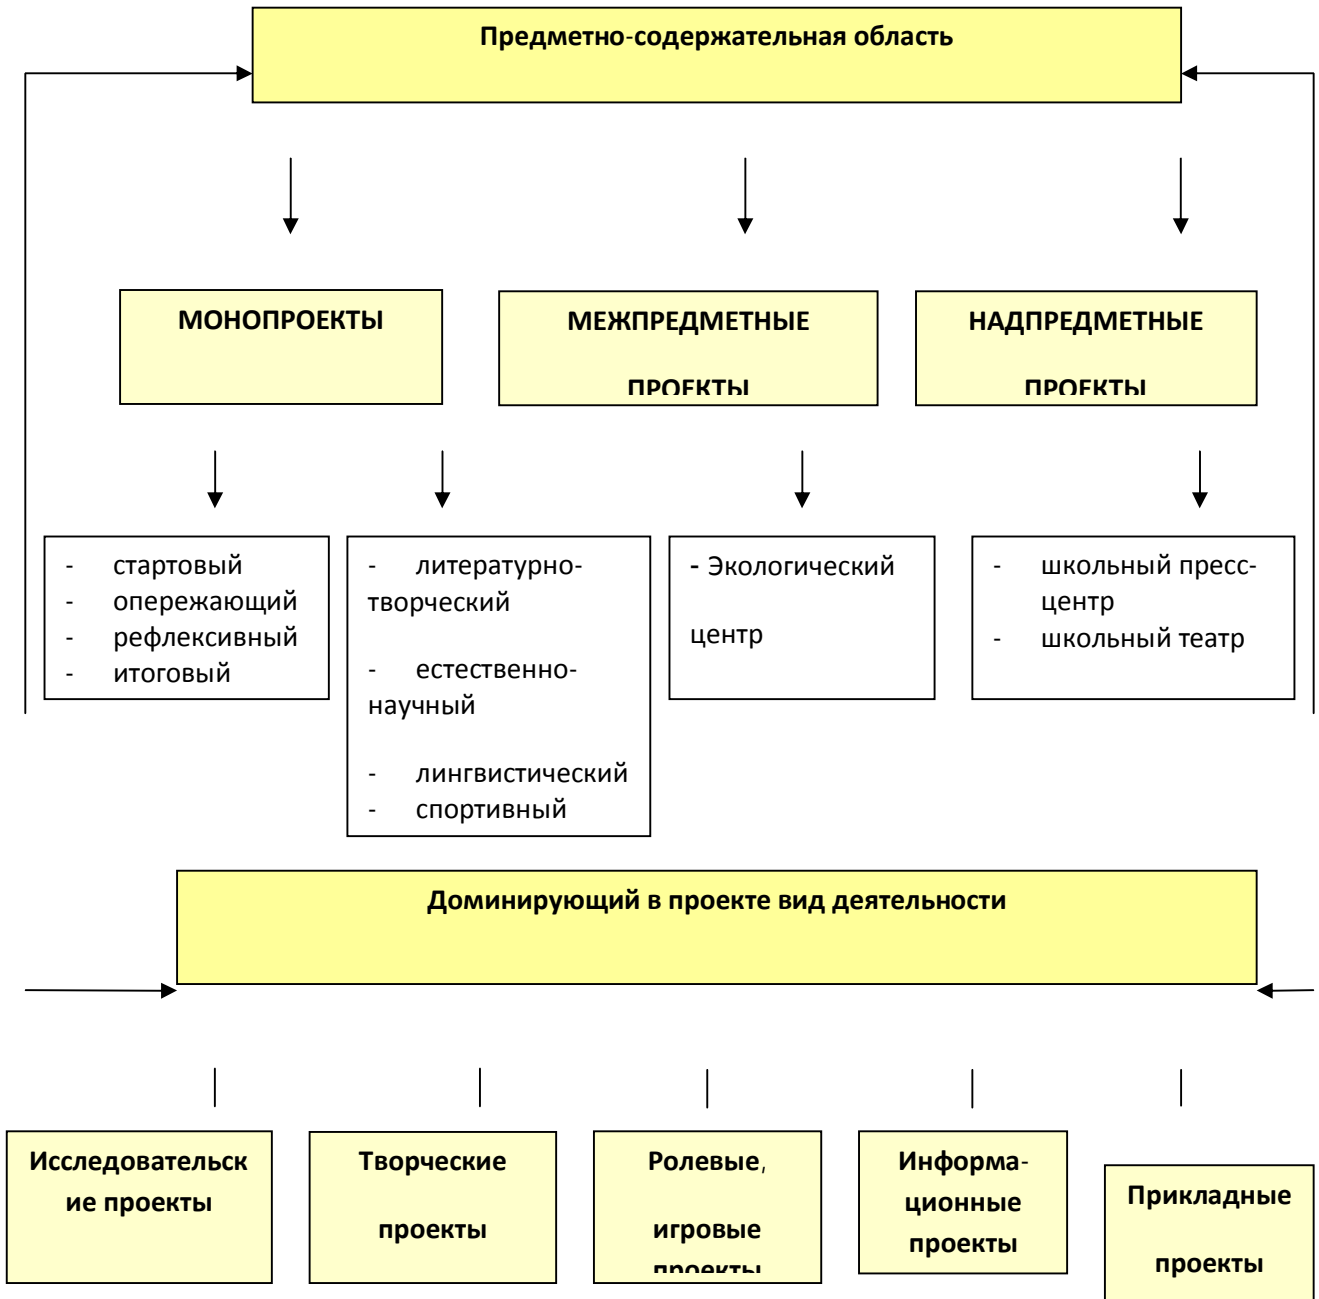 Предметно-содержательная область
МОНОПРОЕКТЫ
МЕЖПРЕДМЕТНЫЕ
ПРОЕКТЫ
НАДПРЕДМЕТНЫЕ
ПРОЕКТЫ
- стартовый
- опережающий
- рефлексивный
- итоговый
- литературно-
творческий
- естественно-
научный
- лингвистический
- спортивный
- Экологический
центр
- школьный пресс-
центр
- школьный театр
Доминирующий в проекте вид деятельности
Исследовательск
ие проекты
Творческие
проекты
Ролевые,
игровые
проекты
Информа-
ционные
проекты
Прикладные
проекты